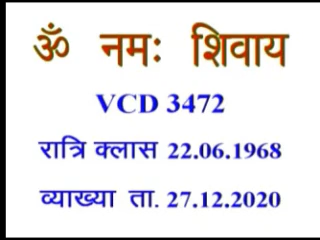 ॐ नमः शिवाय
VCD 3472
रात्रि क्लास 22.06.1968
व्याख्या ता. 27.12.2020